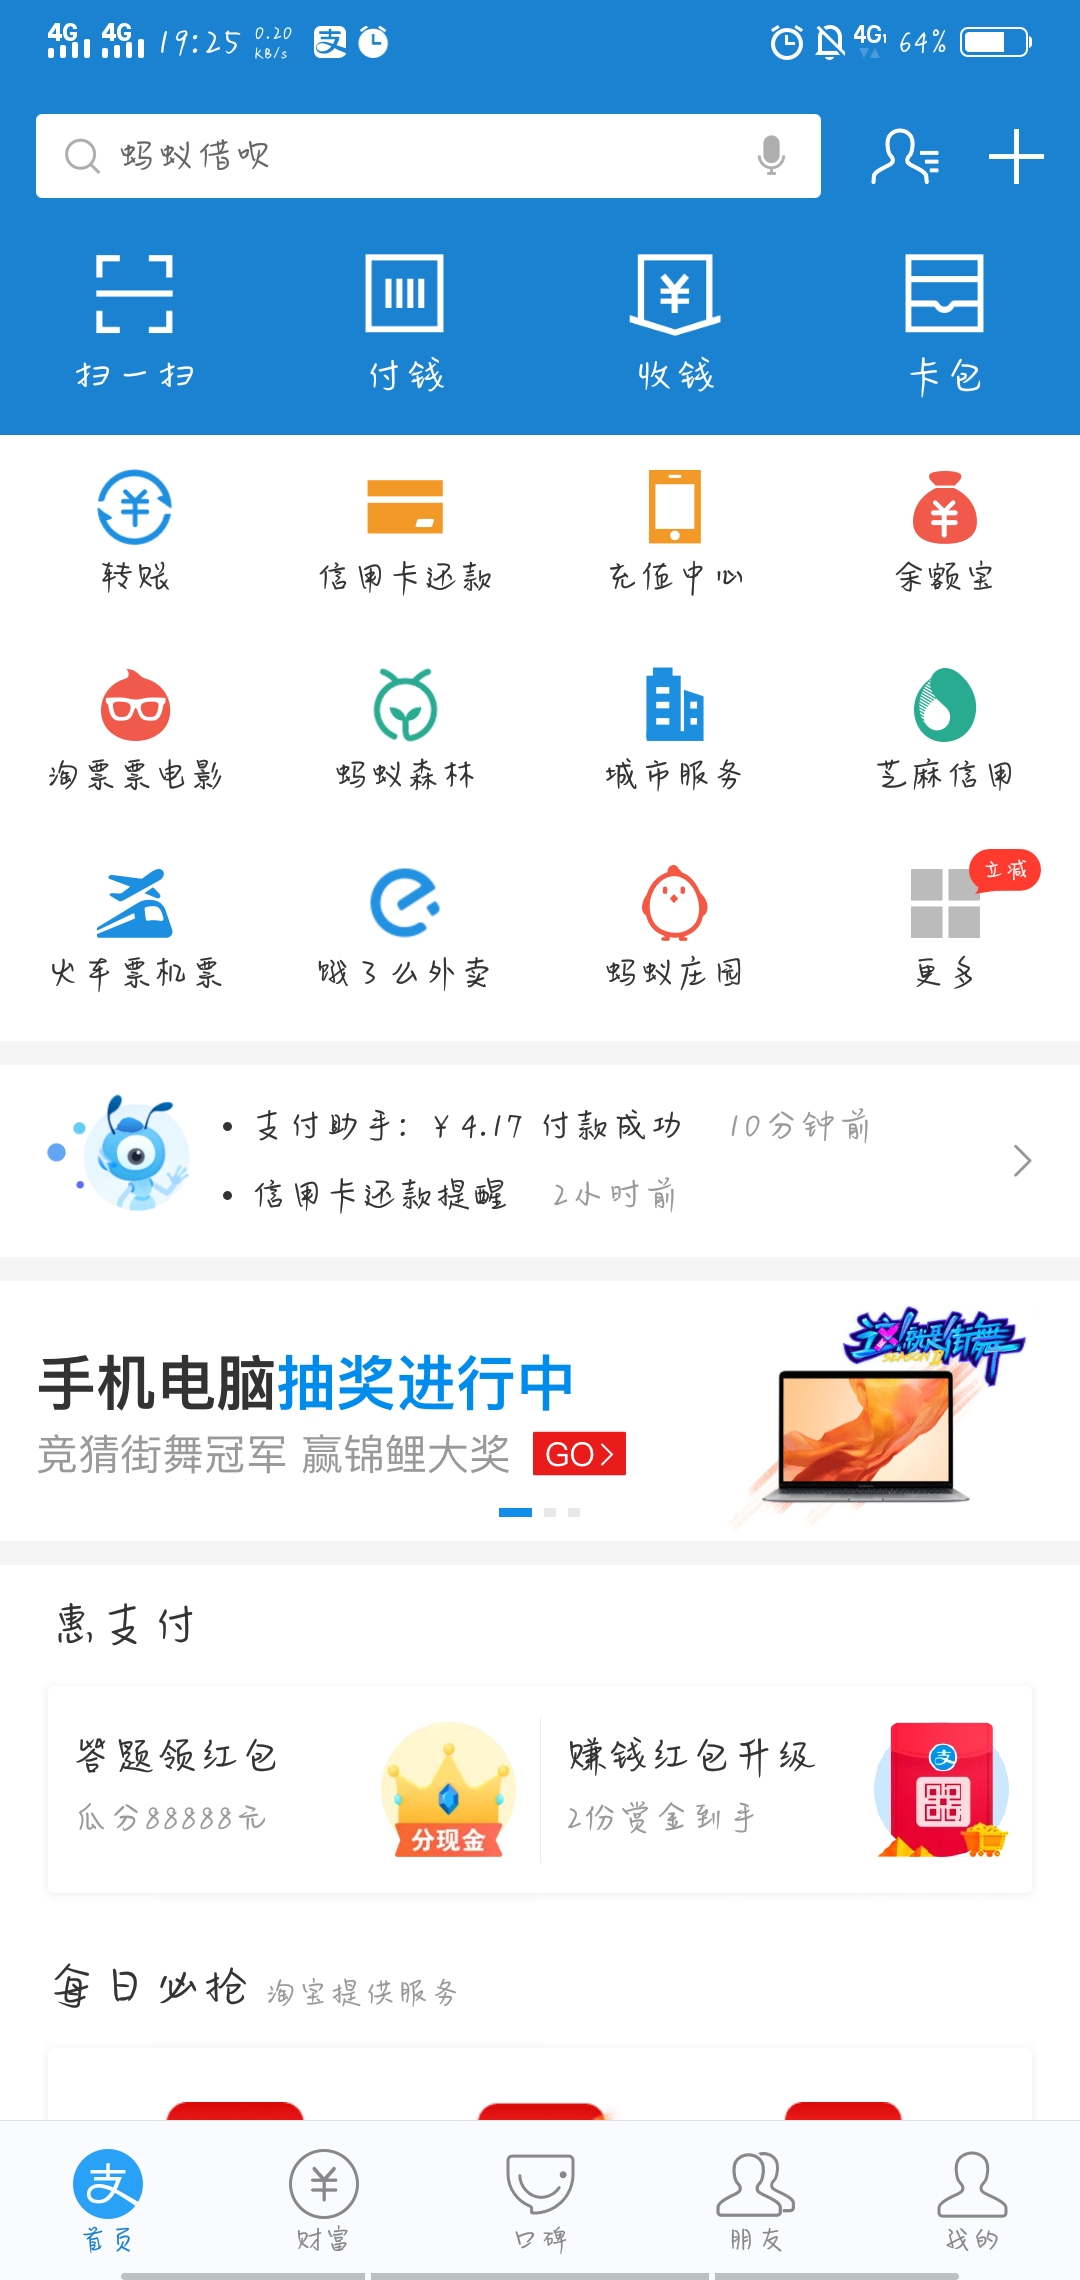 4G 4G 19:25 0.20 KB/s 支 4G 64%
蚂蚁借呗
扫一扫 付钱 收钱 卡包
转账 信用卡还款 充值中心 余额宝
淘票票电影 蚂蚁森林 城市服务 芝麻信用
立减
火车票机票 饿了么外卖 蚂蚁庄园 更多
• 支付助手：￥4.17 付款成功 10分钟前
• 信用卡还款提醒 2小时前
这！就是街舞
SEASON II
手机电脑抽奖进行中
竞猜街舞冠军 赢锦鲤大奖 GO>
惠支付
答题领红包 赚钱红包升级
瓜分88888元 2份赏金到手
分现金
支
每日必抢 淘宝提供服务
支
首页 财富 口碑 朋友 我的